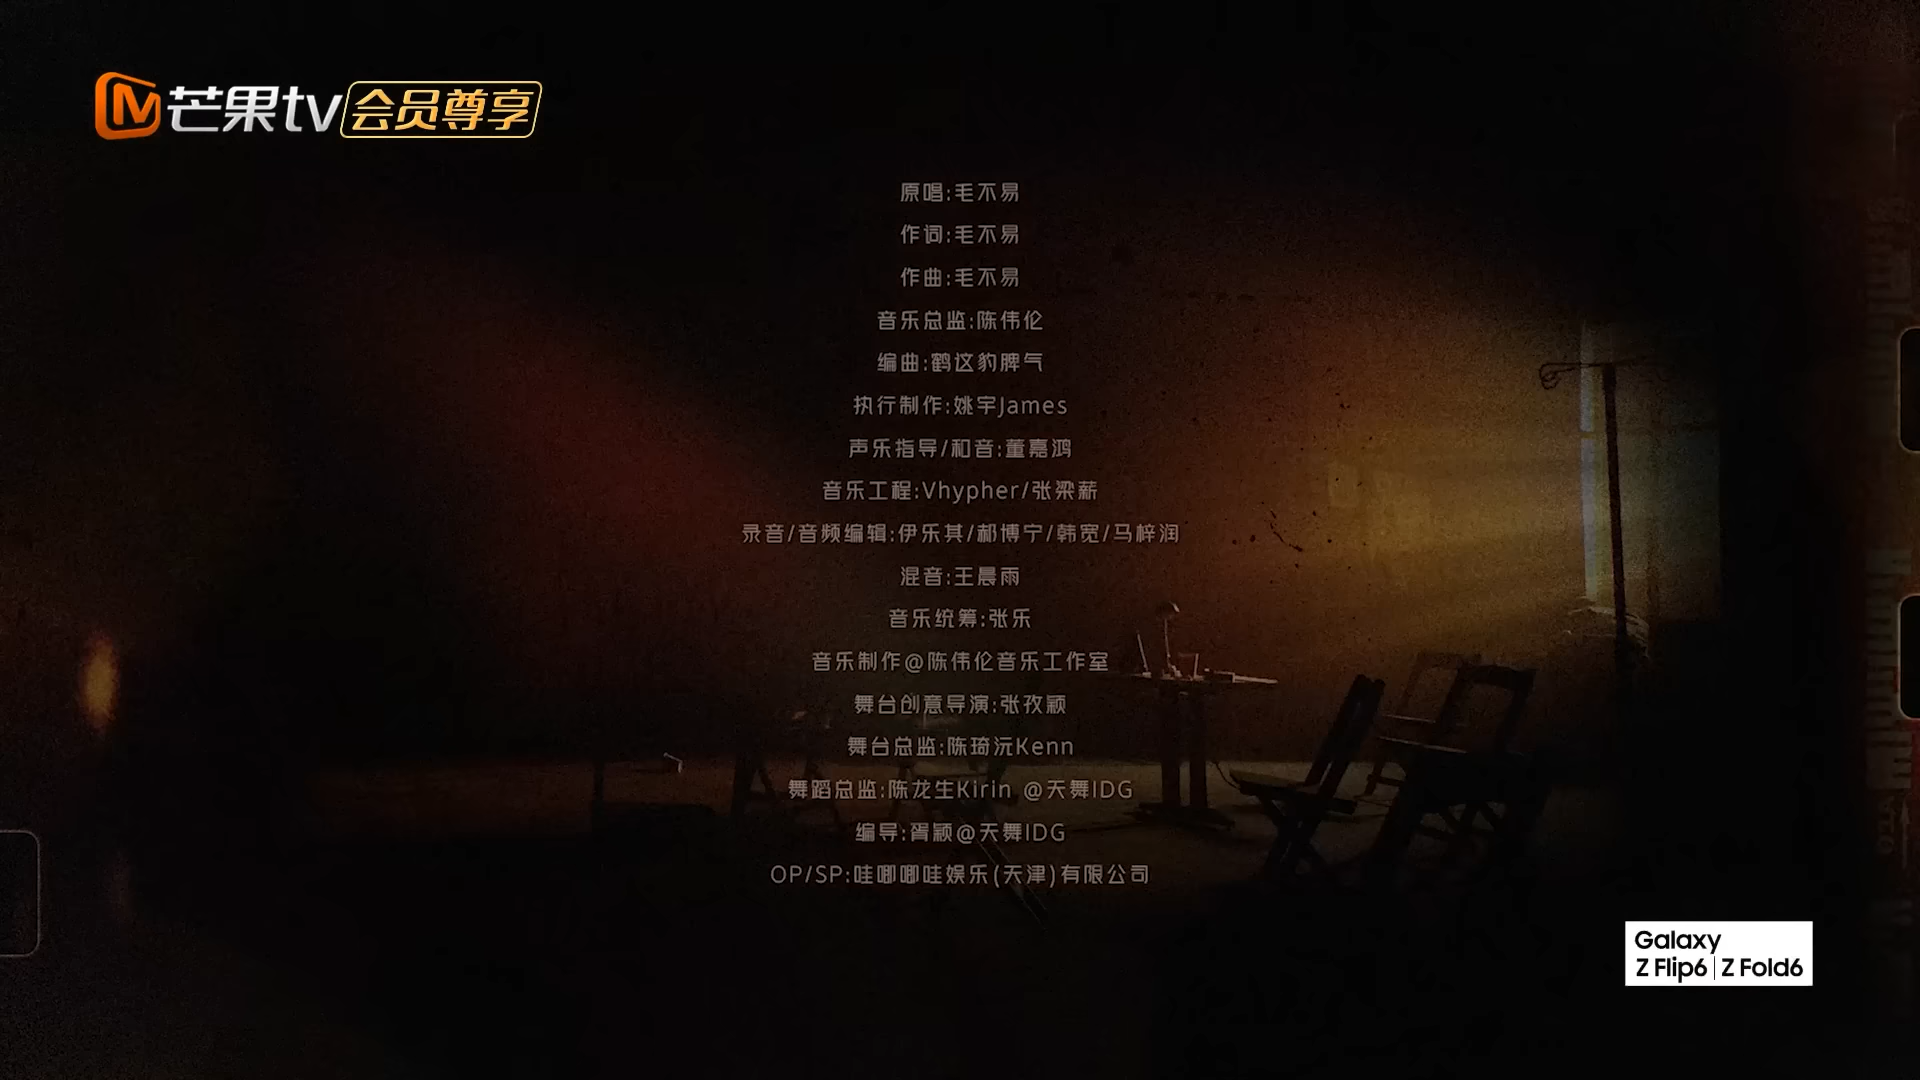 芒果tv会员尊享
原唱:毛不易
作词:毛不易
作曲:毛不易
音乐总监:陈伟伦
编曲:鹤这豹脾气
执行制作:姚宇James
声乐指导/和音:董嘉鸿
音乐工程:Vhypher/张梁薪
录音/音频编辑:伊乐其/郝博宁/韩宽/马梓润
混音:王晨雨
音乐统筹:张乐
音乐制作@陈伟伦音乐工作室
舞台创意导演:张孜颖
舞台总监:陈琦沅Kenn
舞蹈总监:陈龙生Kirin @天舞IDG
编导:胥颖@天舞IDG
OP/SP:哇唧唧哇娱乐(天津)有限公司
Galaxy
Z Flip6|Z Fold6